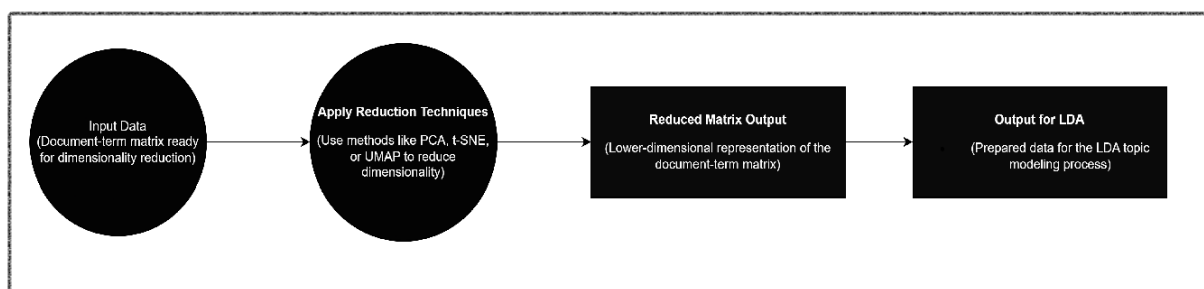 Input Data
(Document-term matrix ready
for dimensionality reduction)
Apply Reduction Techniques
(Use methods like PCA, t-SNE,
or UMAP to reduce
dimensionality)
Reduced Matrix Output
(Lower-dimensional representation of the
document-term matrix)
Output for LDA
(Prepared data for the LDA topic
modeling process)